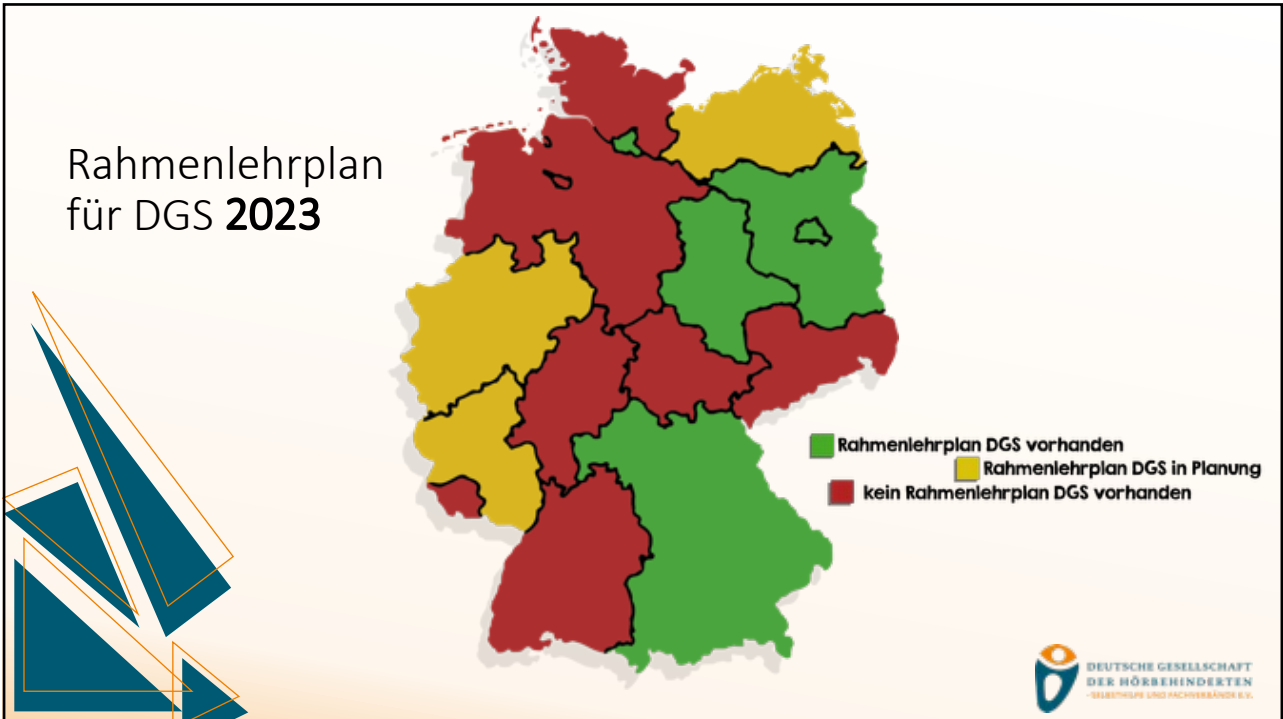 Rahmenlehrplan
für DGS 2023
Rahmenlehrplan DGS vorhanden
Rahmenlehrplan DGS in Planung
kein Rahmenlehrplan DGS vorhanden
DEUTSCHE GESELLSCHAFT
DER HÖRBEHINDERTEN
- SELBSTHILFE UND FACHVERBÄNDE E.V.